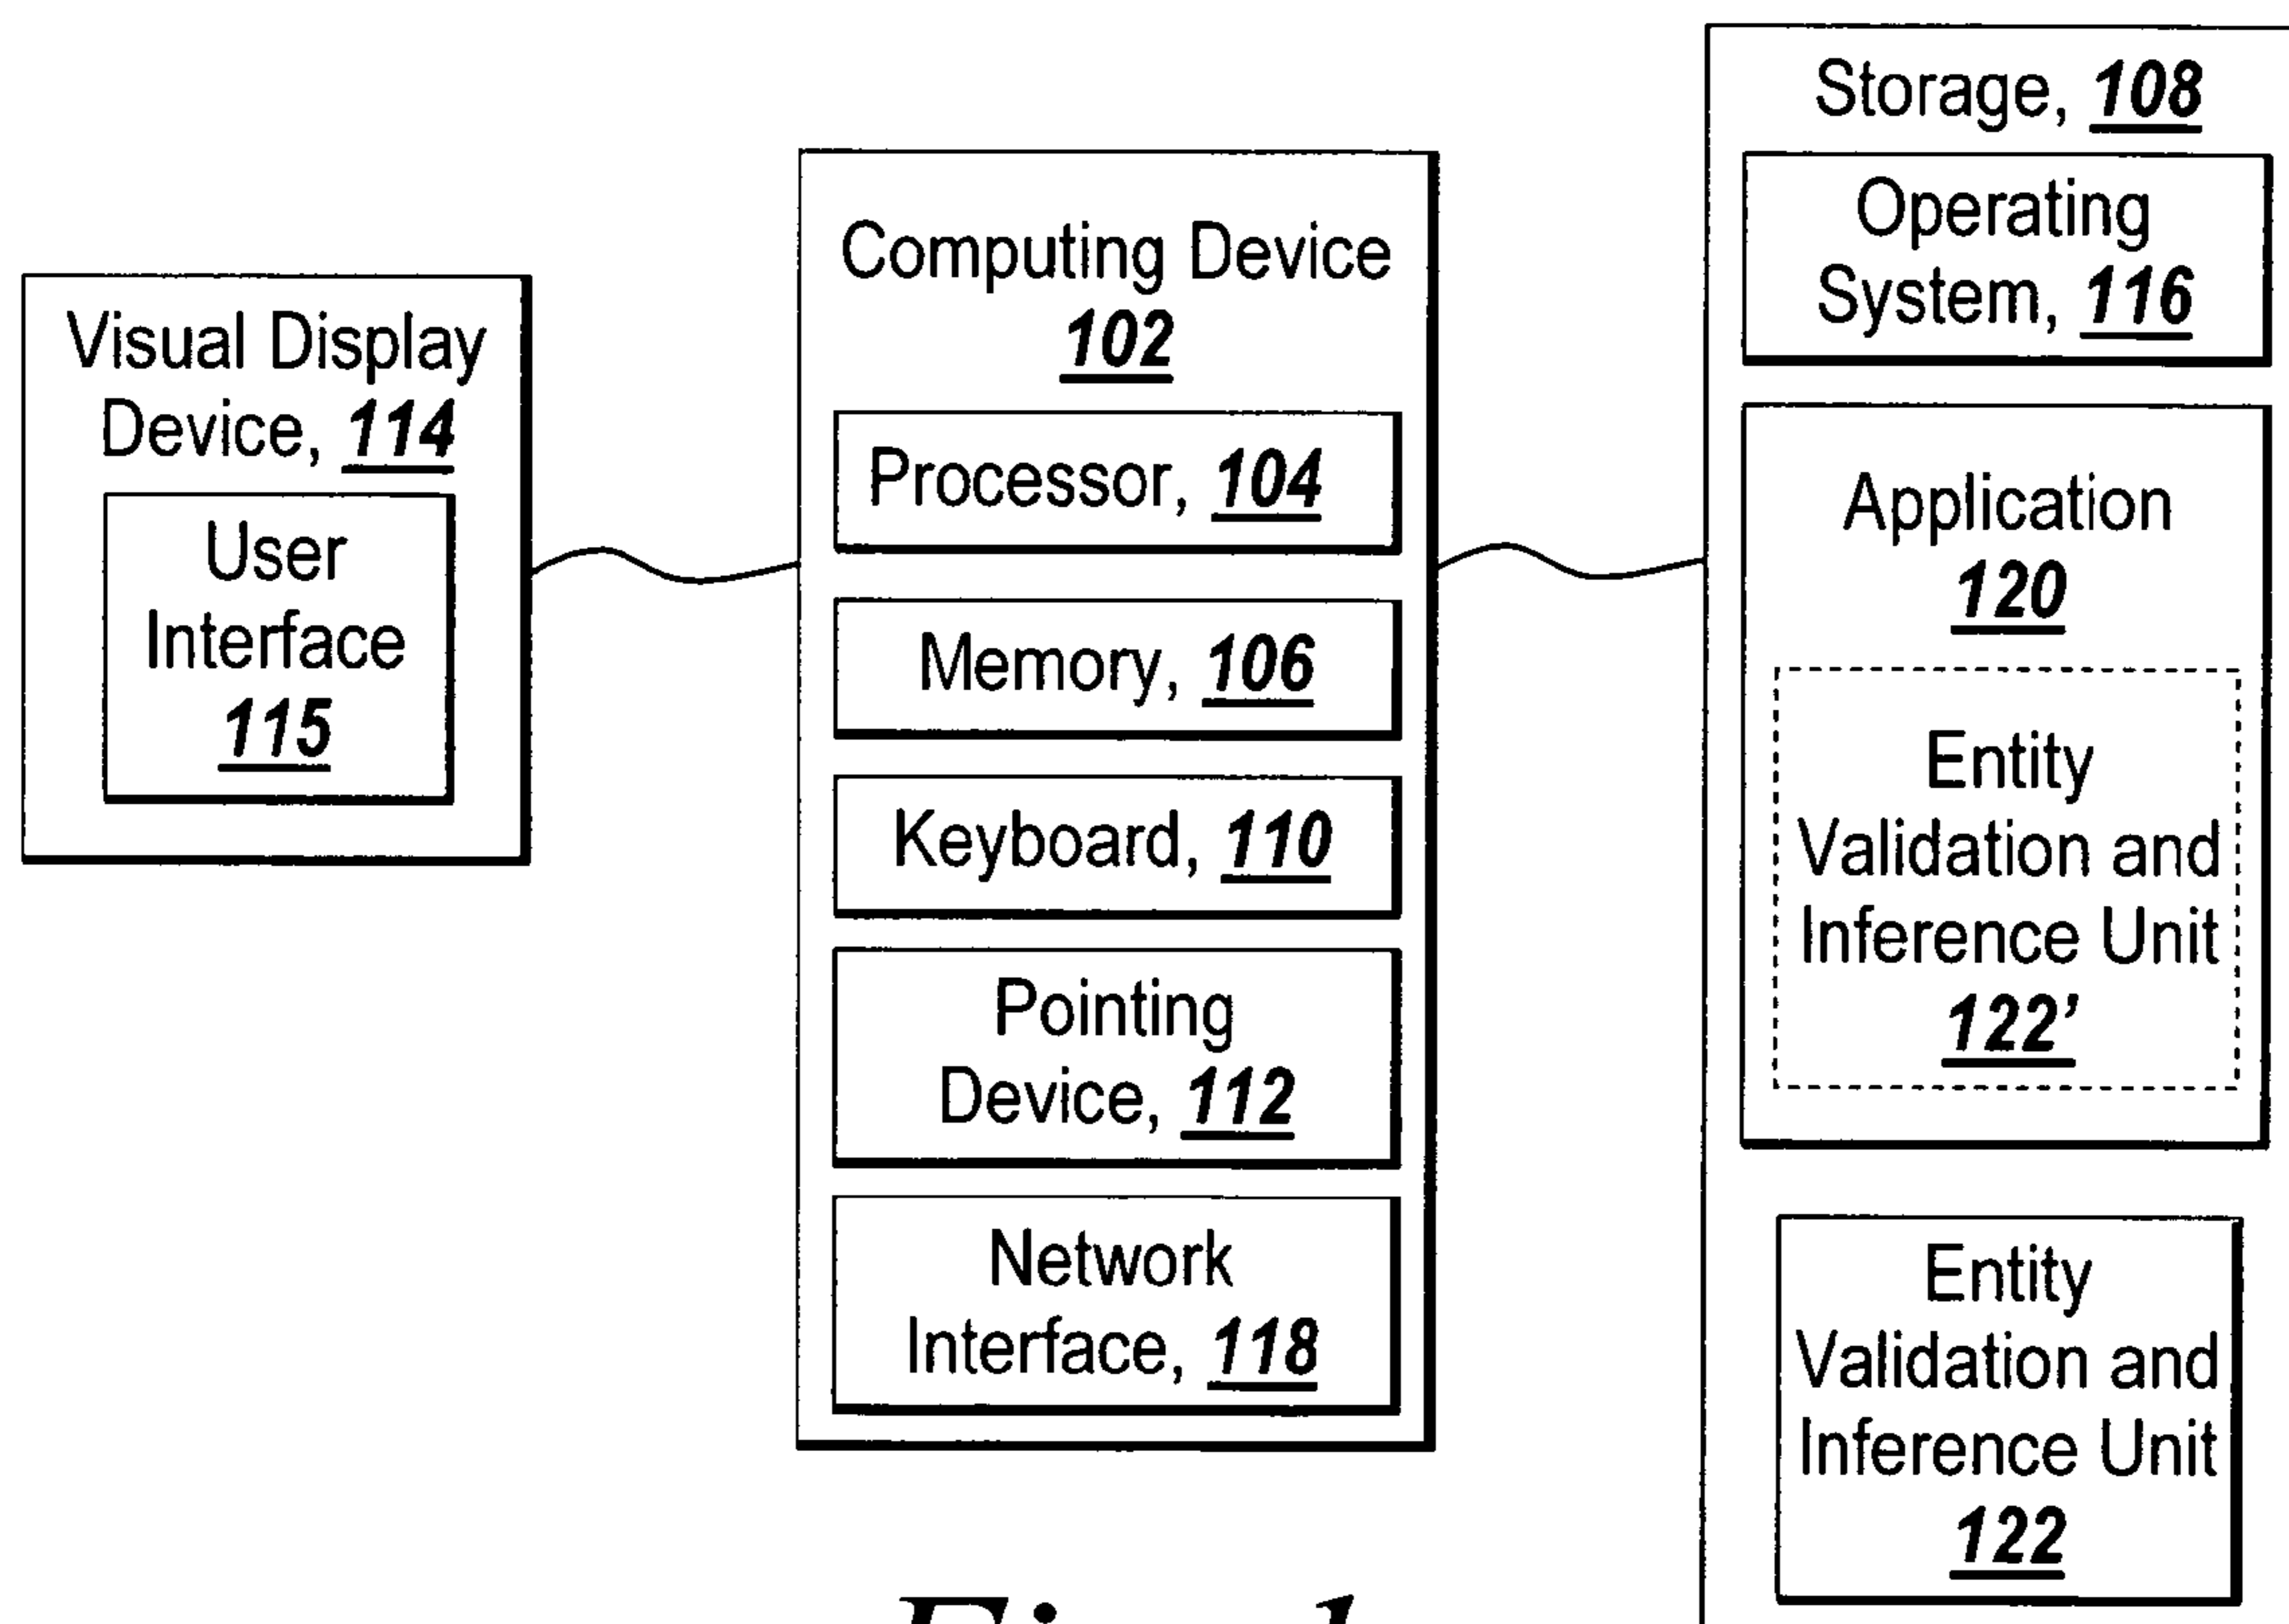 Visual Display
Device, 114
User
Interface
115
Computing Device
102
Processor, 104
Memory, 106
Keyboard, 110
Pointing
Device, 112
Network
Interface, 118
Storage, 108
Operating
System, 116
Application
120
Entity
Validation and
Inference Unit
122’
Entity
Validation and
Inference Unit
122